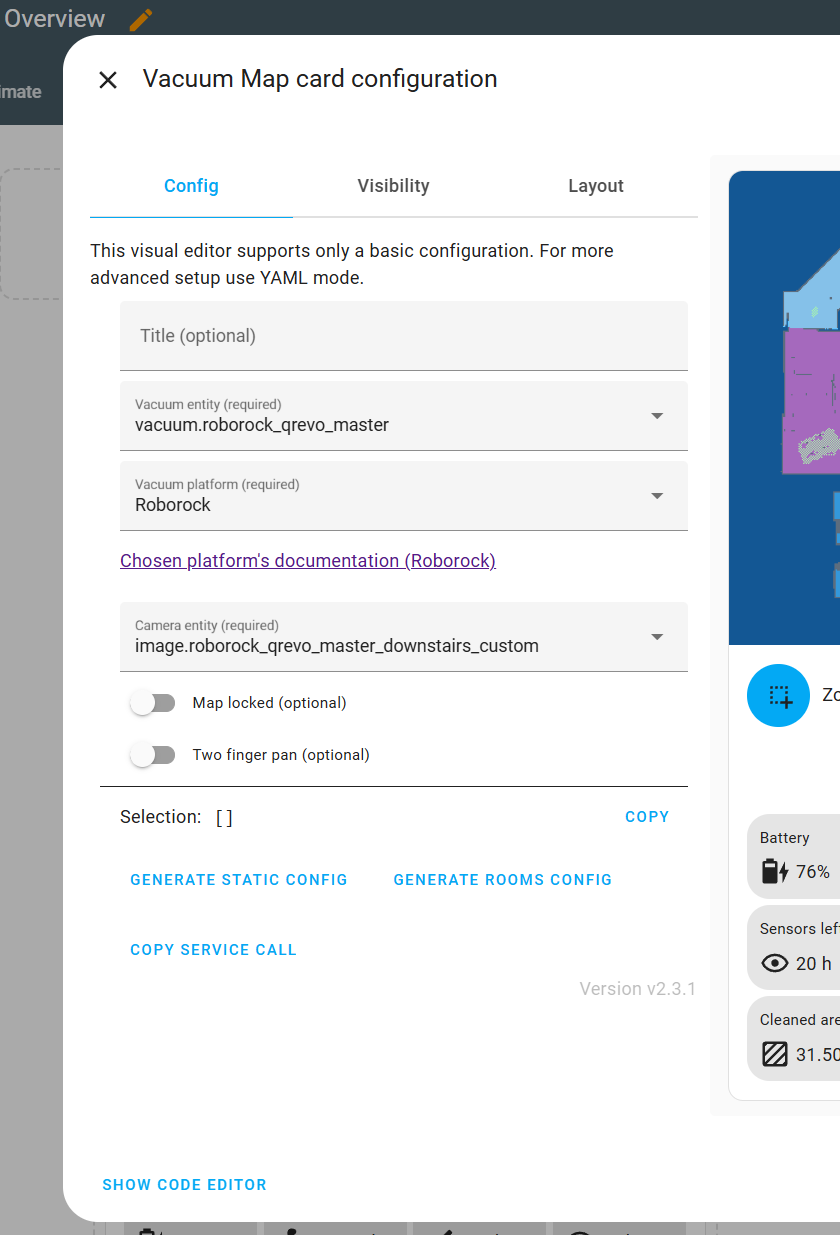 Overview
imate
Vacuum Map card configuration
Config
Visibility
Layout
This visual editor supports only a basic configuration. For more
advanced setup use YAML mode.
Title (optional)
Vacuum entity (required)
vacuum.roborock_qrevo_master
Vacuum platform (required)
Roborock
Chosen platform's documentation (Roborock)
Camera entity (required)
image.roborock_qrevo_master_downstairs_custom
Map locked (optional)
Two finger pan (optional)
Selection: []
COPY
GENERATE STATIC CONFIG
GENERATE ROOMS CONFIG
COPY SERVICE CALL
Version v2.3.1
SHOW CODE EDITOR
Zo
Battery
76%
Sensors lef
20 h
Cleaned are
31.50